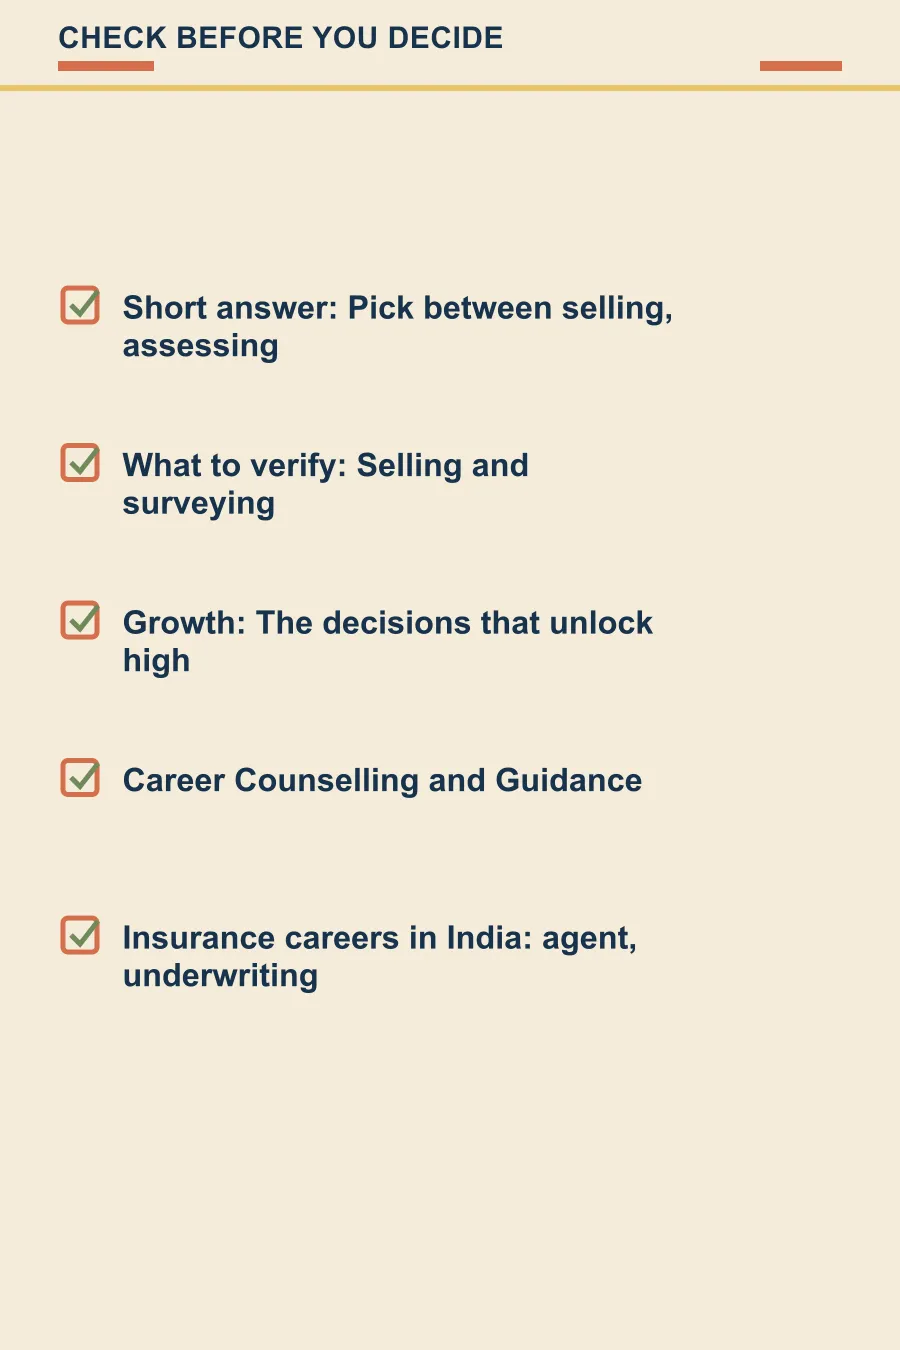 CHECK BEFORE YOU DECIDE
Short answer: Pick between selling,
assessing
What to verify: Selling and
surveying
Growth: The decisions that unlock
high
Career Counselling and Guidance
Insurance careers in India: agent,
underwriting